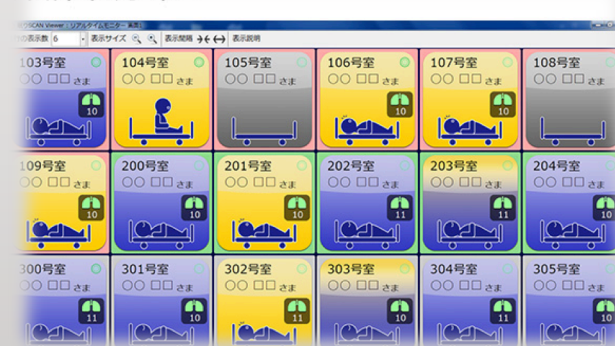 SCAN Viewer : リアルタイムモニター 画面
表示数 6 表示サイズ 表示間隔 表示説明
103号室 104号室 105号室 106号室 107号室 108号室
○○ □□ さま ○○ □□ さま ○○ □□ さま ○○ □□ さま ○○ □□ さま ○○ □□ さま
10 10 10
109号室 200号室 201号室 202号室 203号室 204号室
○○ □□ さま ○○ □□ さま ○○ □□ さま ○○ □□ さま ○○ □□ さま ○○ □□ さま
10 10 10 11 11 10
300号室 301号室 302号室 303号室 304号室 305号室
○○ □□ さま ○○ □□ さま ○○ □□ さま ○○ □□ さま ○○ □□ さま ○○ □□ さま
11 10 11 10 11 10